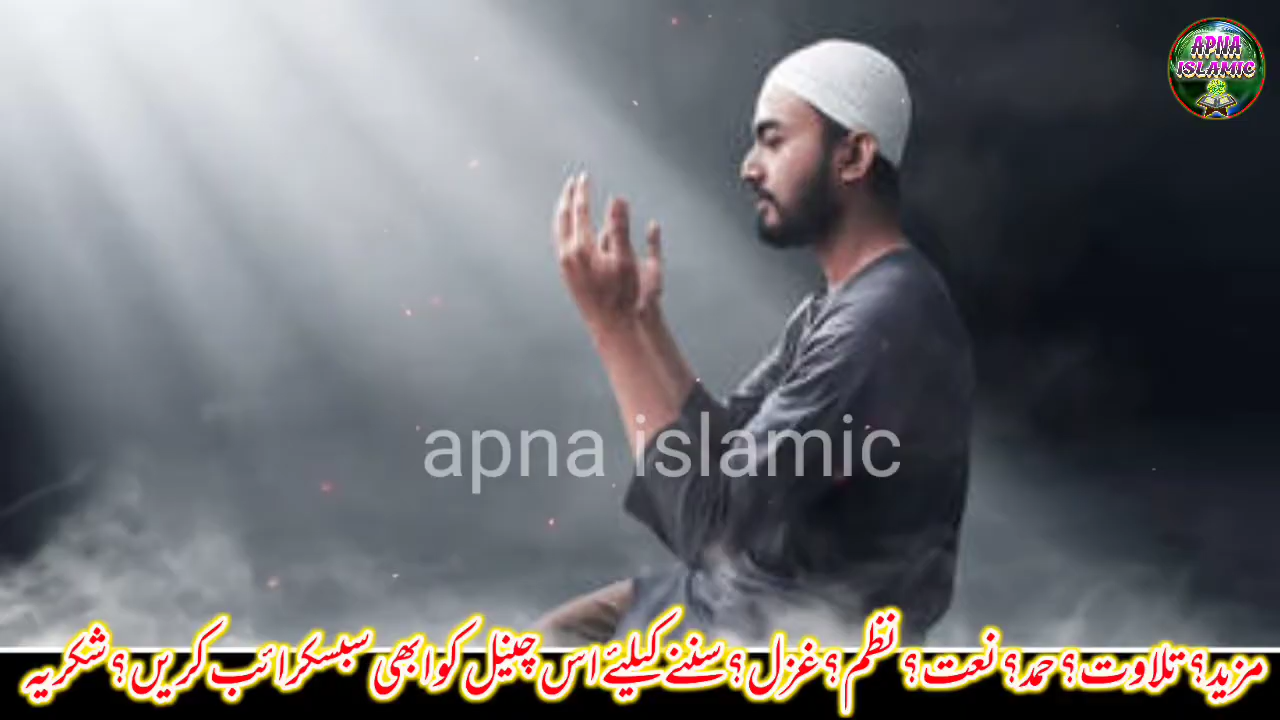 APNA
ISLAMIC
apna islamic
مزید؟ تلاوت؟ حمد؟ نعت؟ نظم؟ غزل؟ سننے کیلئے اس چینل کو ابھی سبسکرائب کریں؟ شکریہ